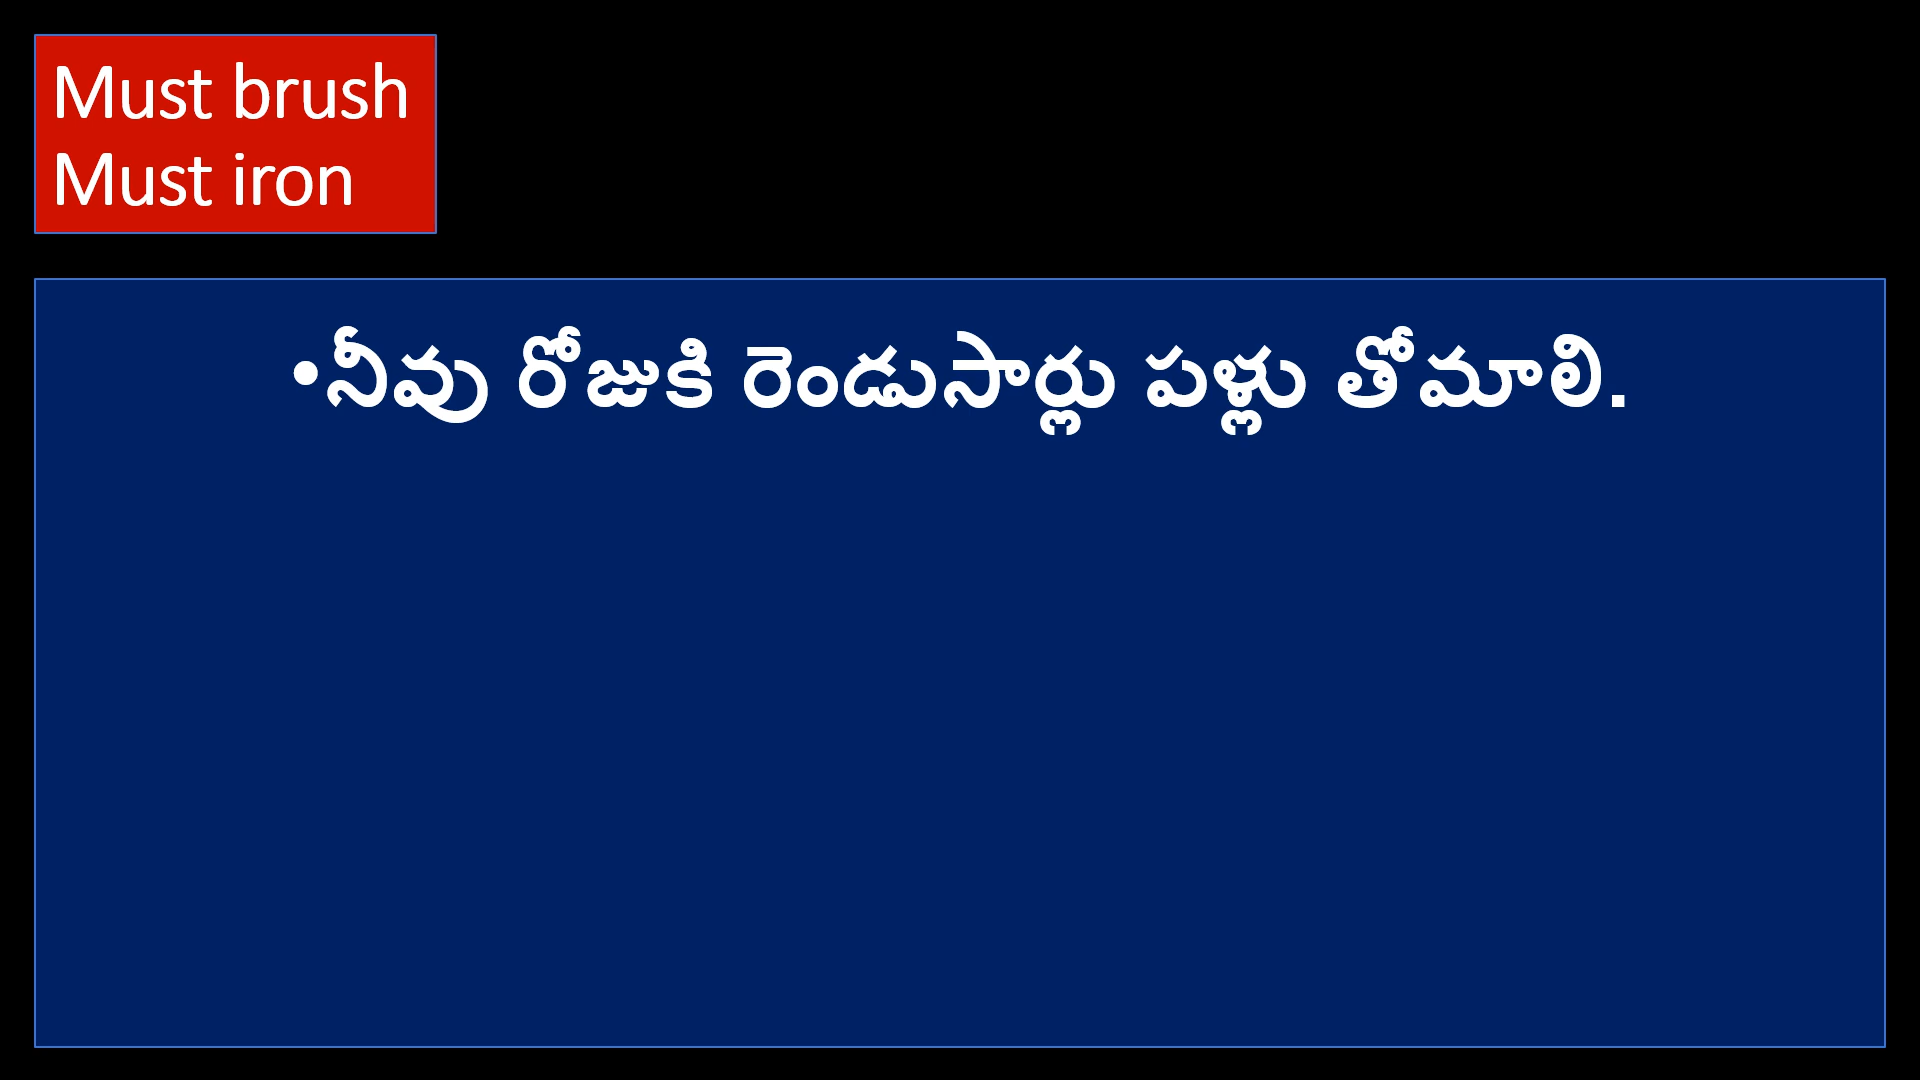 Must brush
Must iron
•నీవు రోజుకి రెండుసార్లు పళ్లు తోమాలి.